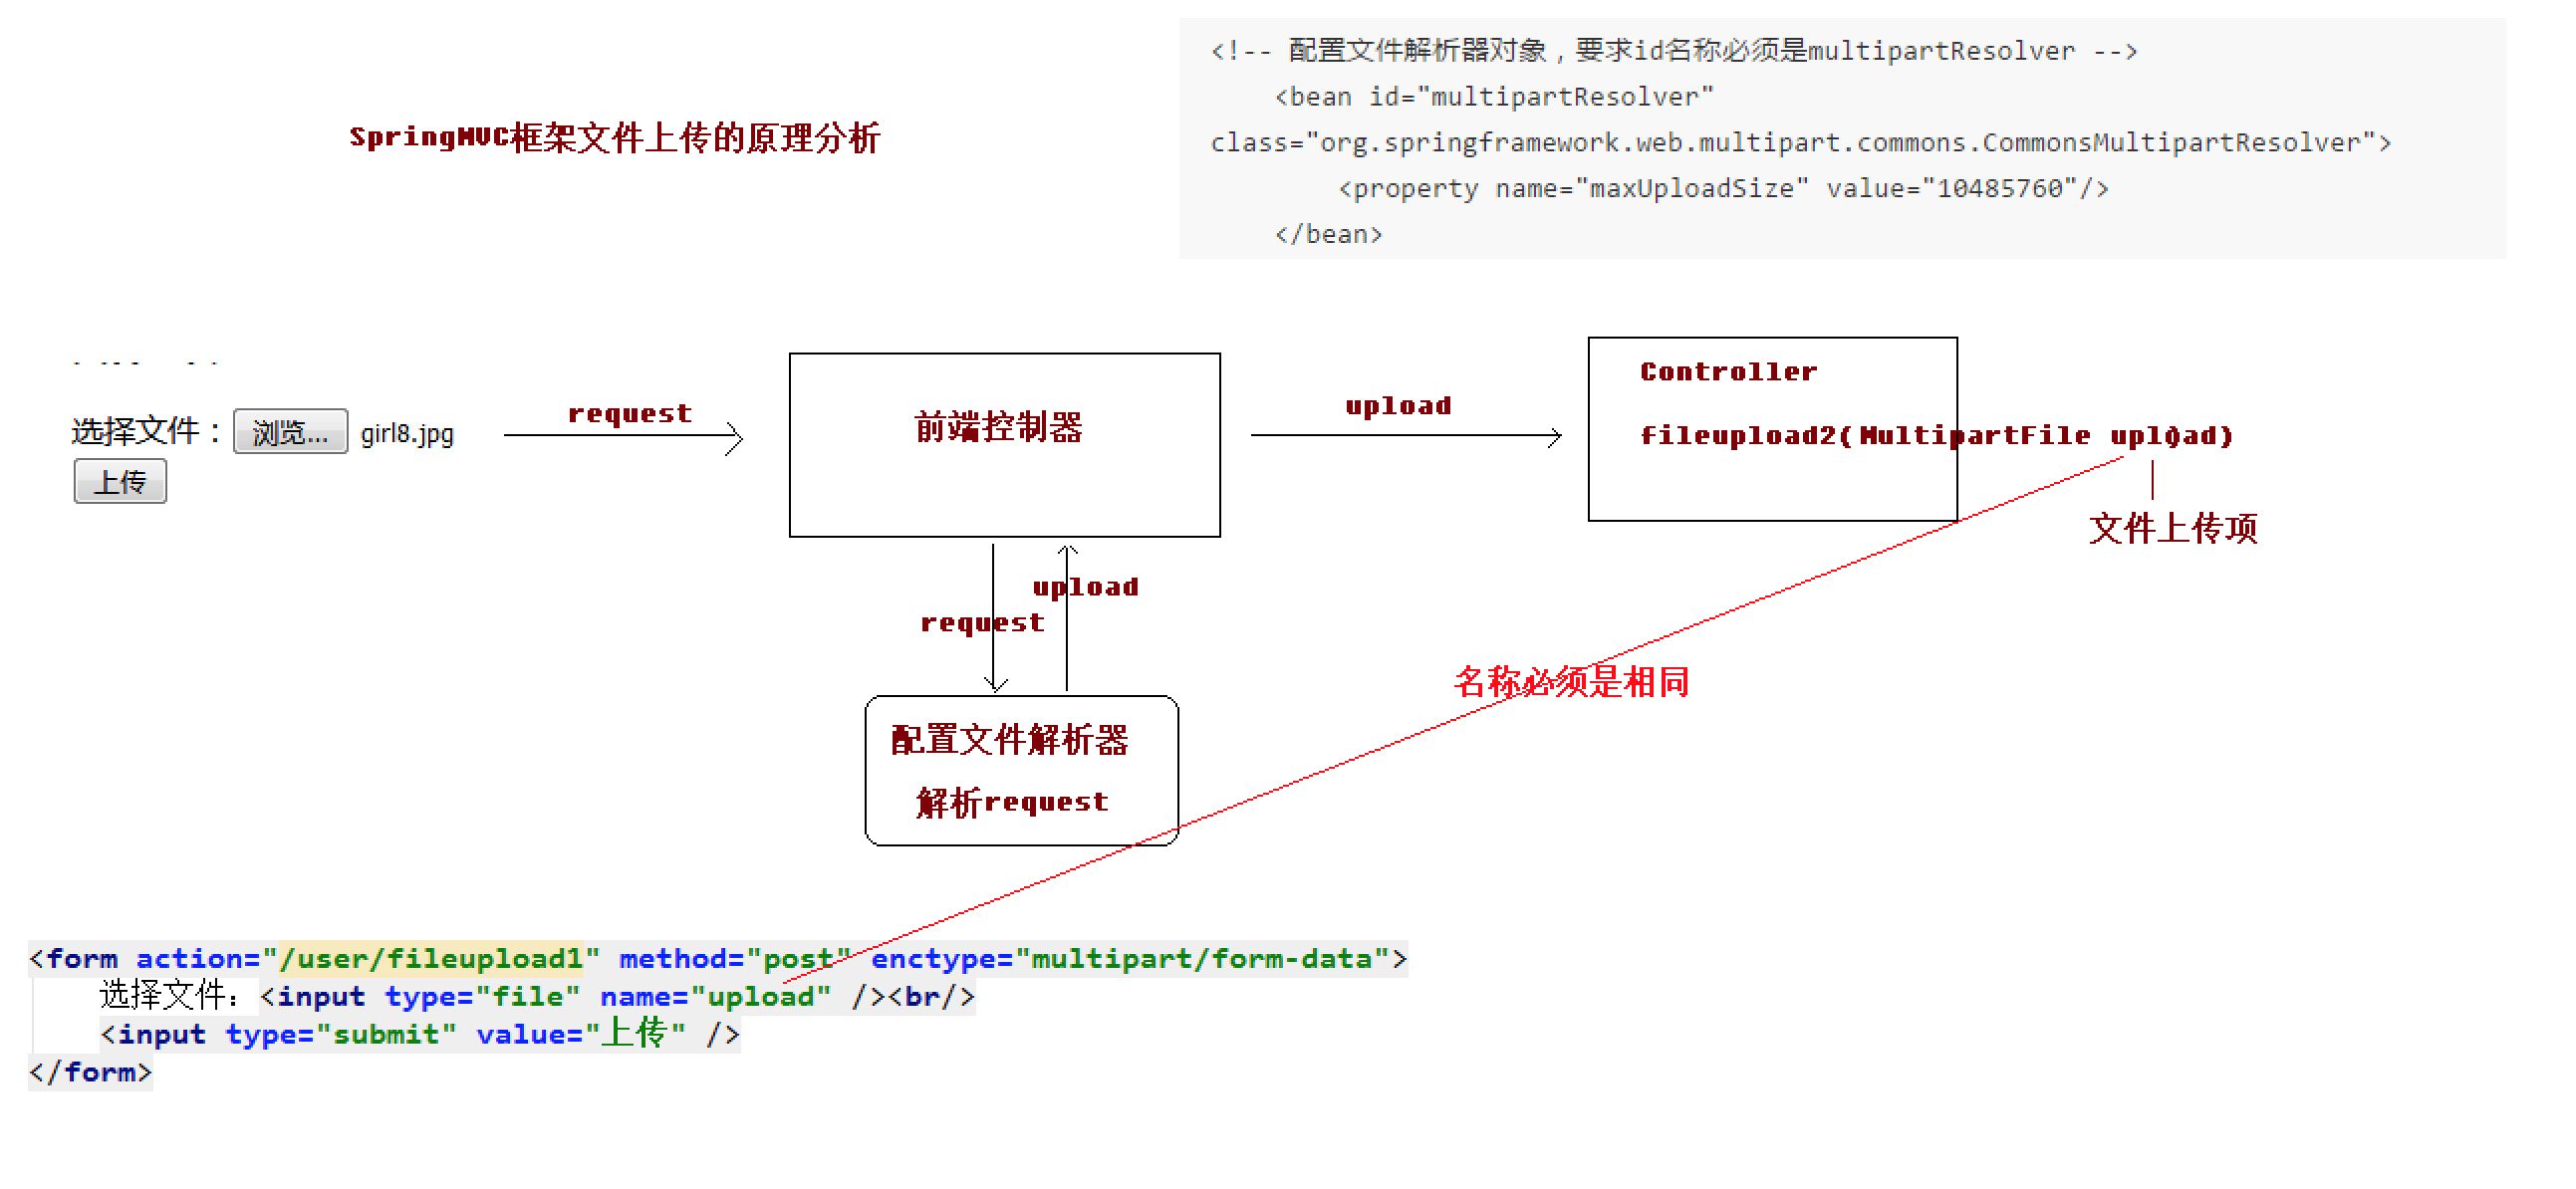 SpringMVC框架文件上传的原理分析
<!-- 配置文件解析器对象，要求id名称必须是multipartResolver -->
<bean id="multipartResolver"
class="org.springframework.web.multipart.commons.CommonsMultipartResolver">
<property name="maxUploadSize" value="10485760"/>
</bean>
选择文件：浏览... girl8.jpg
上传
request
前端控制器
upload
Controller
fileupload2(MultipartFile upload)
文件上传项
upload
request
名称必须是相同
配置文件解析器
解析request
<form action="/user/fileupload1" method="post" enctype="multipart/form-data">
选择文件：<input type="file" name="upload" /><br/>
<input type="submit" value="上传" />
</form>